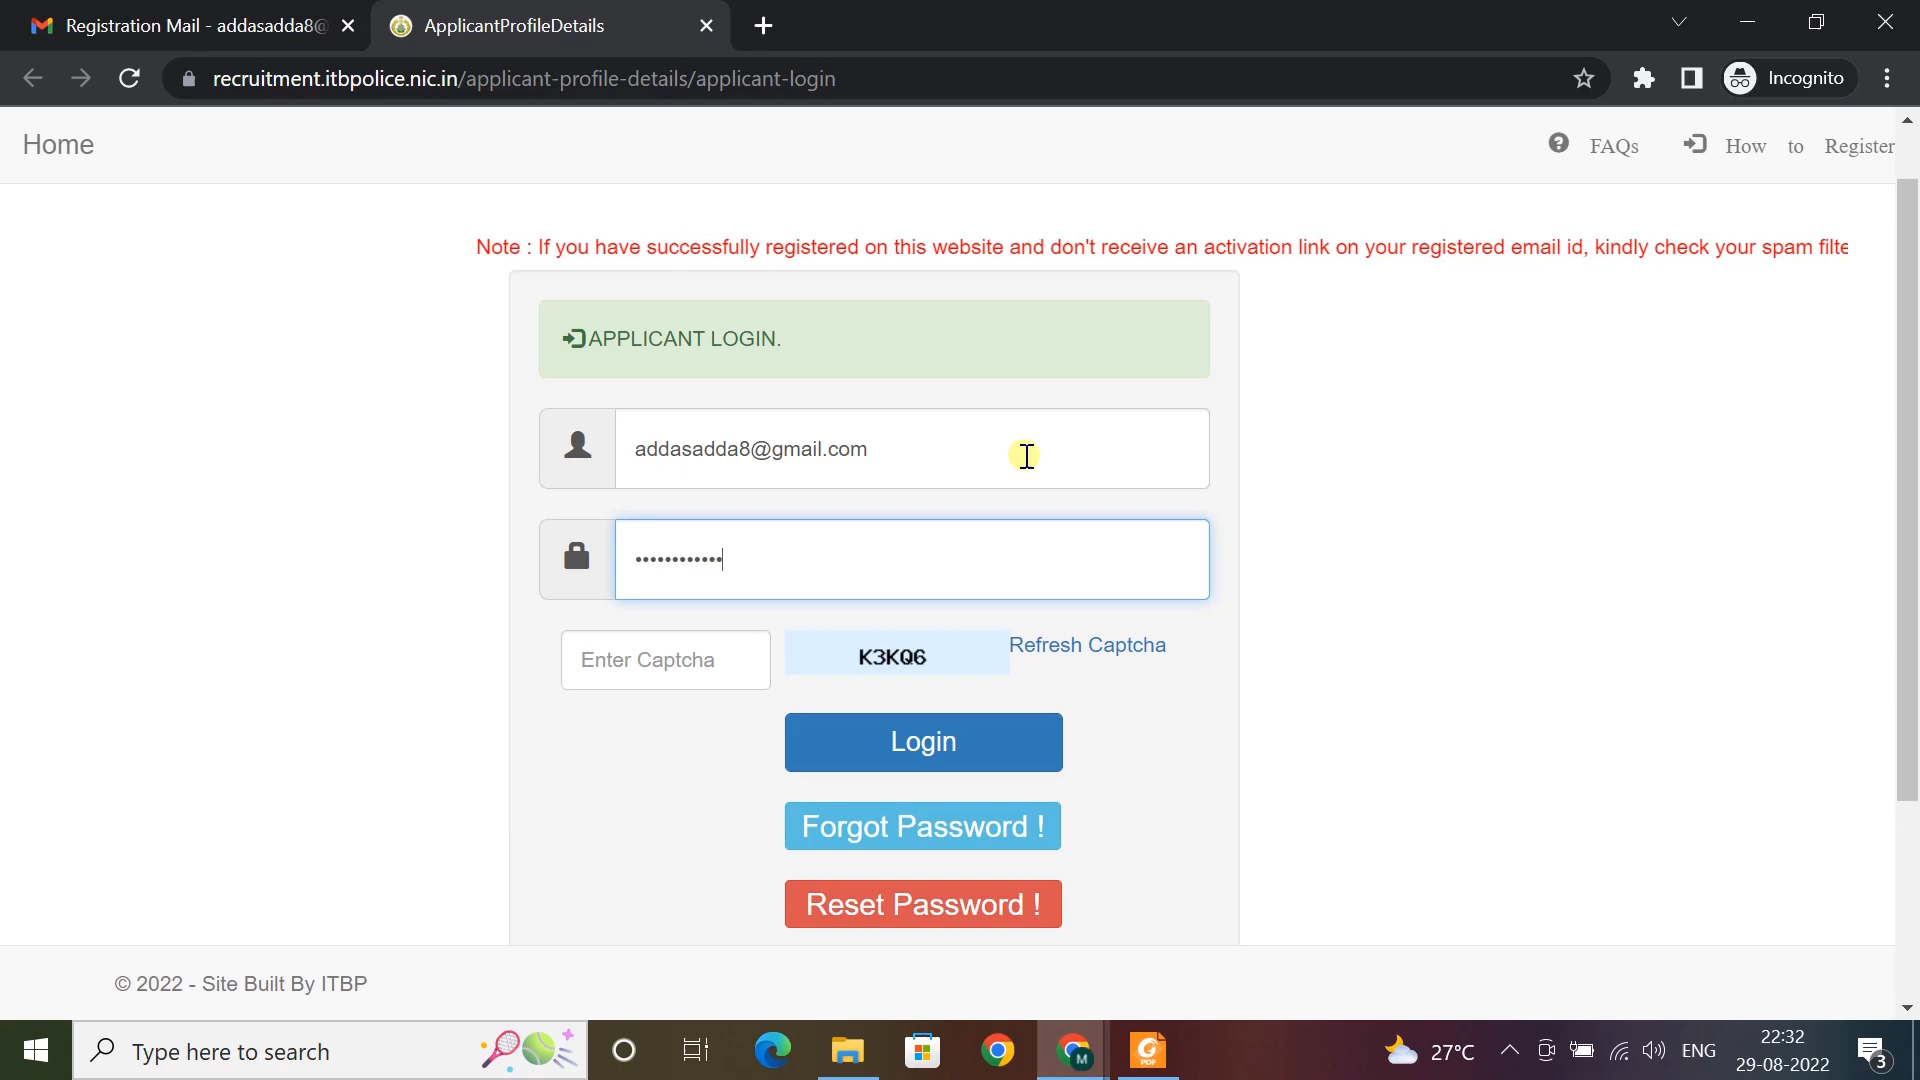 Registration Mail - addasadda8@
ApplicantProfileDetails
recruitment.itbpolice.nic.in/applicant-profile-details/applicant-login
Incognito
Home
FAQs
How to Register
Note : If you have successfully registered on this website and don't receive an activation link on your registered email id, kindly check your spam filte
APPLICANT LOGIN.
addasadda8@gmail.com
••••••••••••
Enter Captcha
K3KQ6
Refresh Captcha
Login
Forgot Password !
Reset Password !
© 2022 - Site Built By ITBP
Type here to search
M
PDF
27°C
ENG
22:32
29-08-2022
3